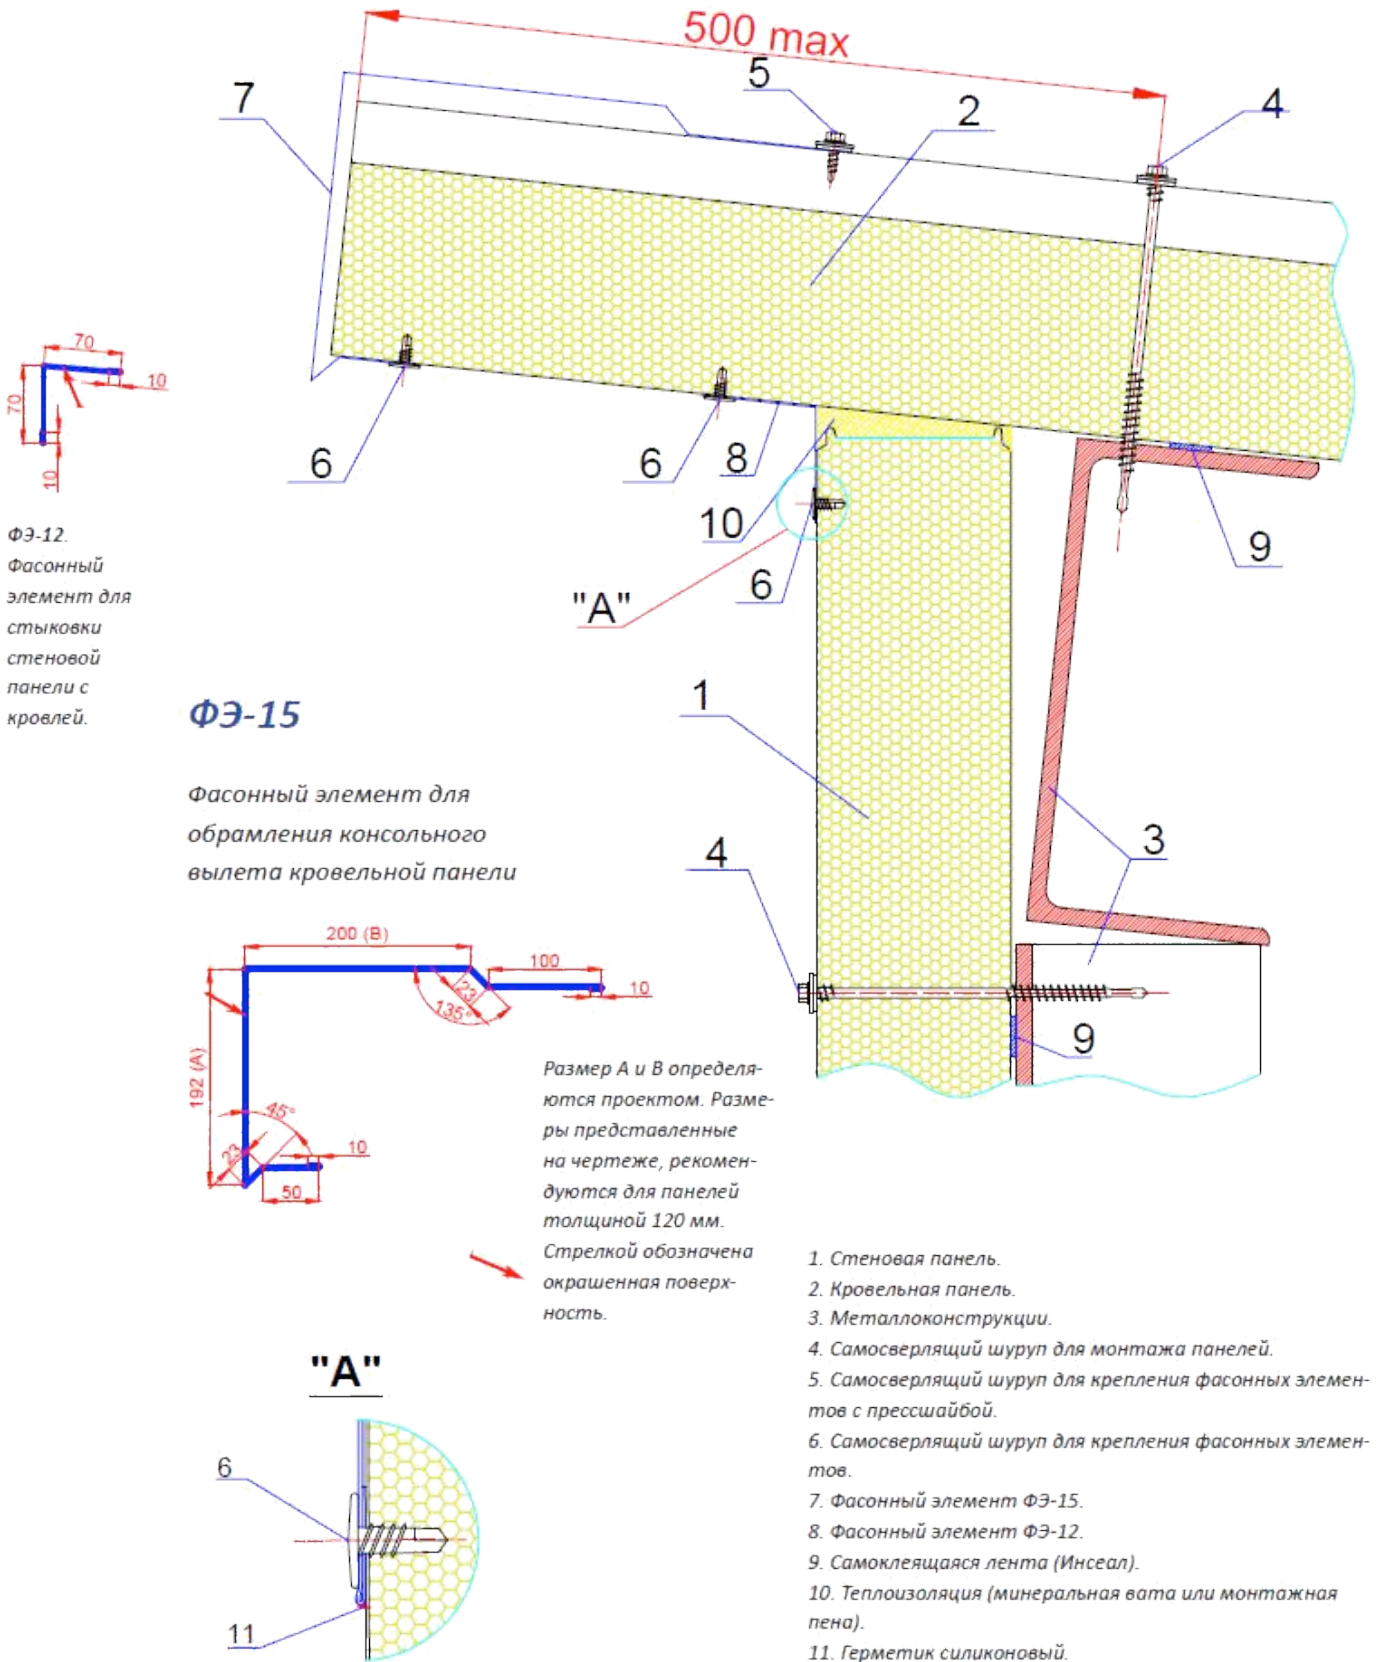 500 max
7
5
2
4
70
70
10
10
6
6
8
10
9
6
"A"
ФЭ-12.
Фасонный
элемент для
стыковки
стеновой
панели с
кровлей.
1
ФЭ-15
Фасонный элемент для
обрамления консольного
вылета кровельной панели
4
3
200 (B)
100
23
10
135°
192 (A)
45°
23
10
50
9
Размер А и В определя-
ются проектом. Разме-
ры представленные
на чертеже, рекомен-
дуются для панелей
толщиной 120 мм.
Стрелкой обозначена
окрашенная поверх-
ность.
"A"
6
11
1. Стеновая панель.
2. Кровельная панель.
3. Металлоконструкции.
4. Самосверлящий шуруп для монтажа панелей.
5. Самосверлящий шуруп для крепления фасонных элемен-
тов с прессшайбой.
6. Самосверлящий шуруп для крепления фасонных элемен-
тов.
7. Фасонный элемент ФЭ-15.
8. Фасонный элемент ФЭ-12.
9. Самоклеящаяся лента (Инсеал).
10. Теплоизоляция (минеральная вата или монтажная
пена).
11. Герметик силиконовый.